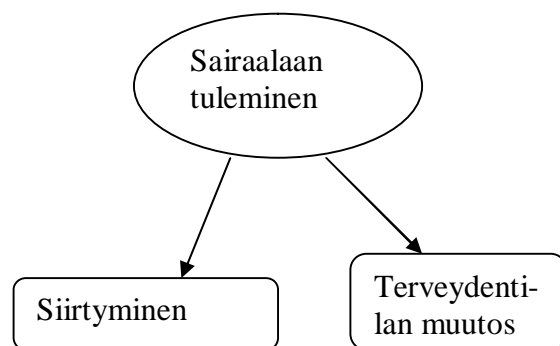 Sairaalaan
tuleminen
Siirtyminen
Terveydenti-
lan muutos